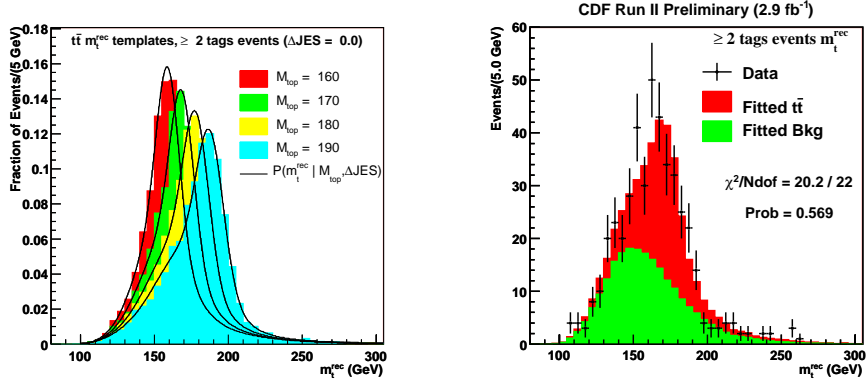 tt̄ m_t^rec templates, ≥ 2 tags events (ΔJES = 0.0)
M_top = 160
M_top = 170
M_top = 180
M_top = 190
P(m_t^rec | M_top,ΔJES)
Fraction of Events/(5 GeV)
0.18
0.16
0.14
0.12
0.1
0.08
0.06
0.04
0.02
0
100 150 200 250 300
m_t^rec (GeV)
CDF Run II Preliminary (2.9 fb^-1)
≥ 2 tags events m_t^rec
Data
Fitted tt̄
Fitted Bkg
χ²/Ndof = 20.2 / 22
Prob = 0.569
Events/(5.0 GeV)
60
50
40
30
20
10
0
100 150 200 250 300
m_t^rec (GeV)